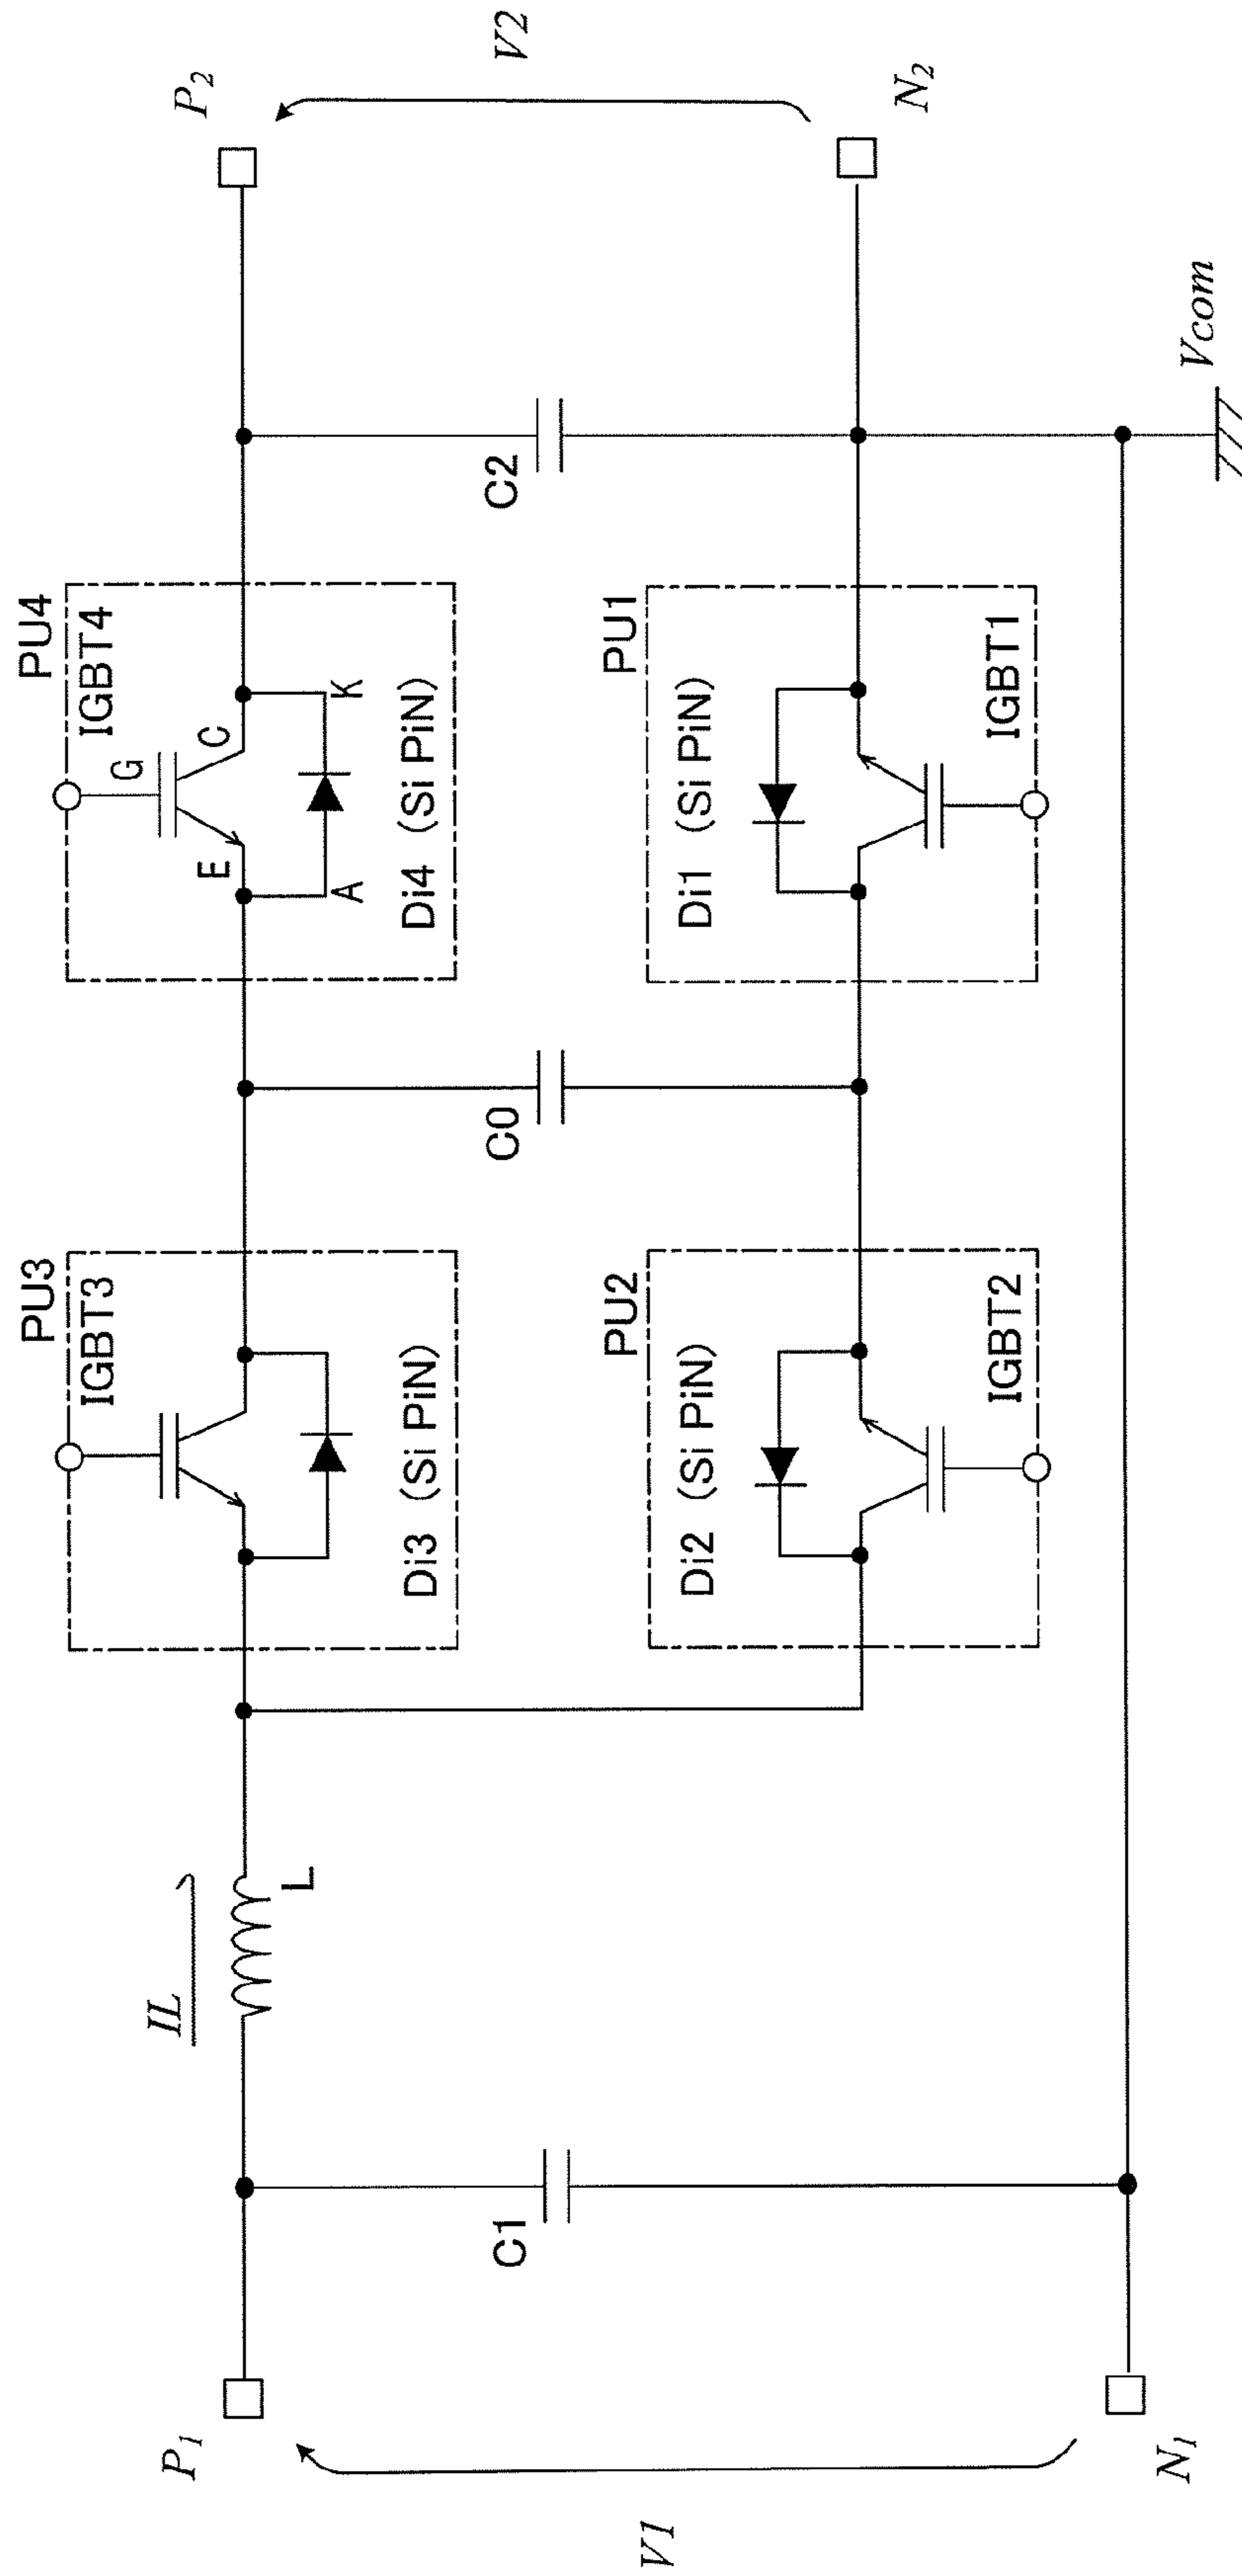 PU3
IGBT3
Di3 (Si PiN)
PU4
IGBT4
G
E
C
A
K
Di4 (Si PiN)
P₁
IL
L
P₂
V1
C1
C0
C2
V2
PU2
Di2 (Si PiN)
IGBT2
PU1
Di1 (Si PiN)
IGBT1
N₂
N₁
Vcom